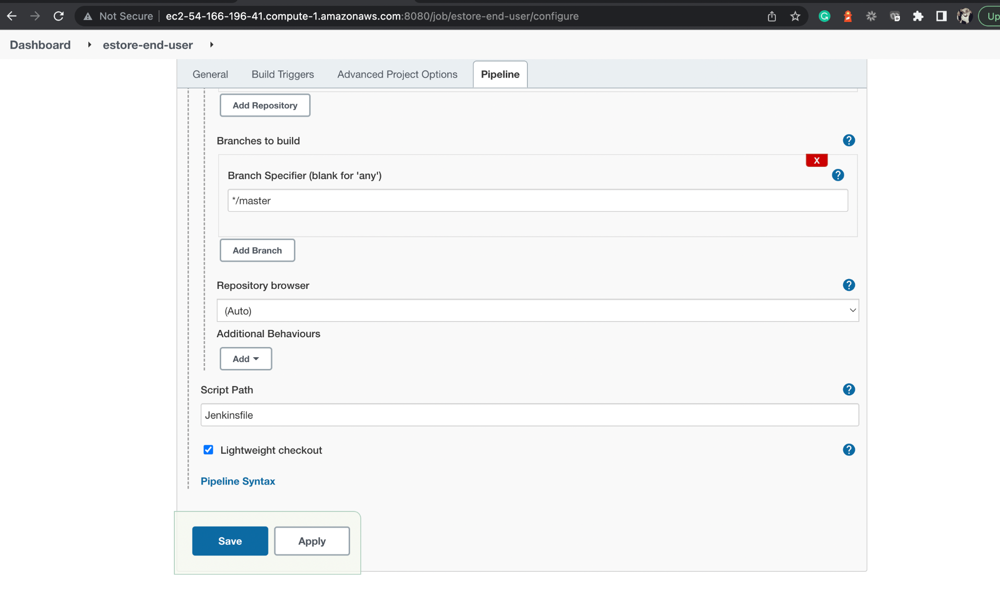 Not Secure ec2-54-166-196-41.compute-1.amazonaws.com:8080/job/estore-end-user/configure Up
Dashboard estore-end-user
General Build Triggers Advanced Project Options Pipeline
Add Repository
Branches to build ?
X
Branch Specifier (blank for 'any') ?
*/master
Add Branch
Repository browser ?
(Auto)
Additional Behaviours
Add
Script Path ?
Jenkinsfile
Lightweight checkout ?
Pipeline Syntax
Save Apply